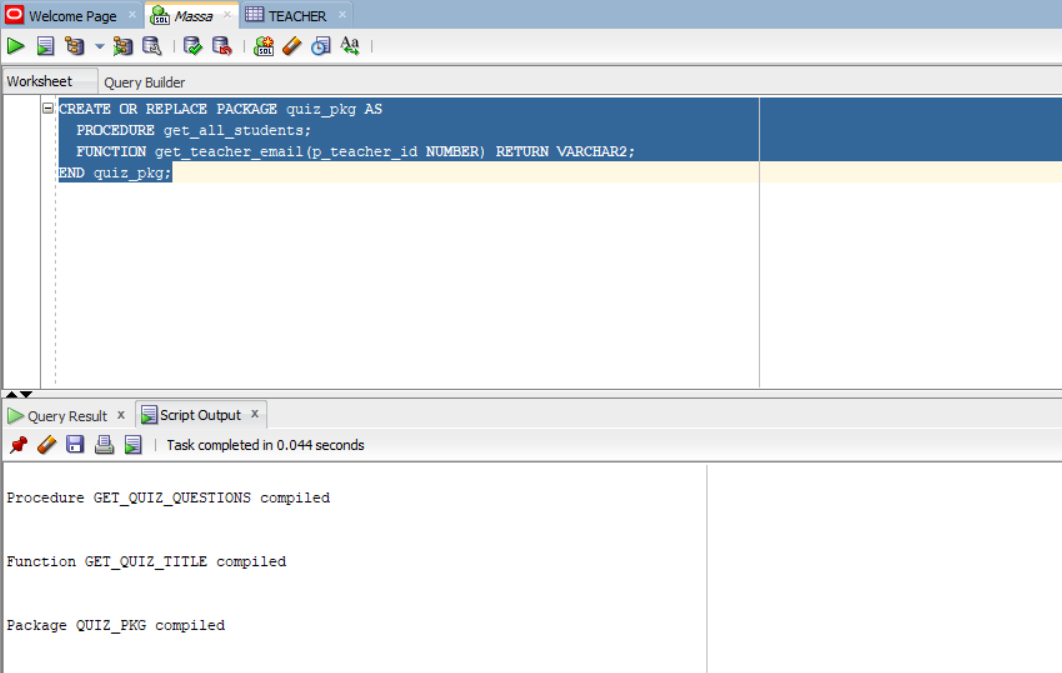 Welcome Page
Massa
TEACHER
Worksheet
Query Builder
CREATE OR REPLACE PACKAGE quiz_pkg AS
PROCEDURE get_all_students;
FUNCTION get_teacher_email(p_teacher_id NUMBER) RETURN VARCHAR2;
END quiz_pkg;
Query Result
Script Output
Task completed in 0.044 seconds
Procedure GET_QUIZ_QUESTIONS compiled
Function GET_QUIZ_TITLE compiled
Package QUIZ_PKG compiled